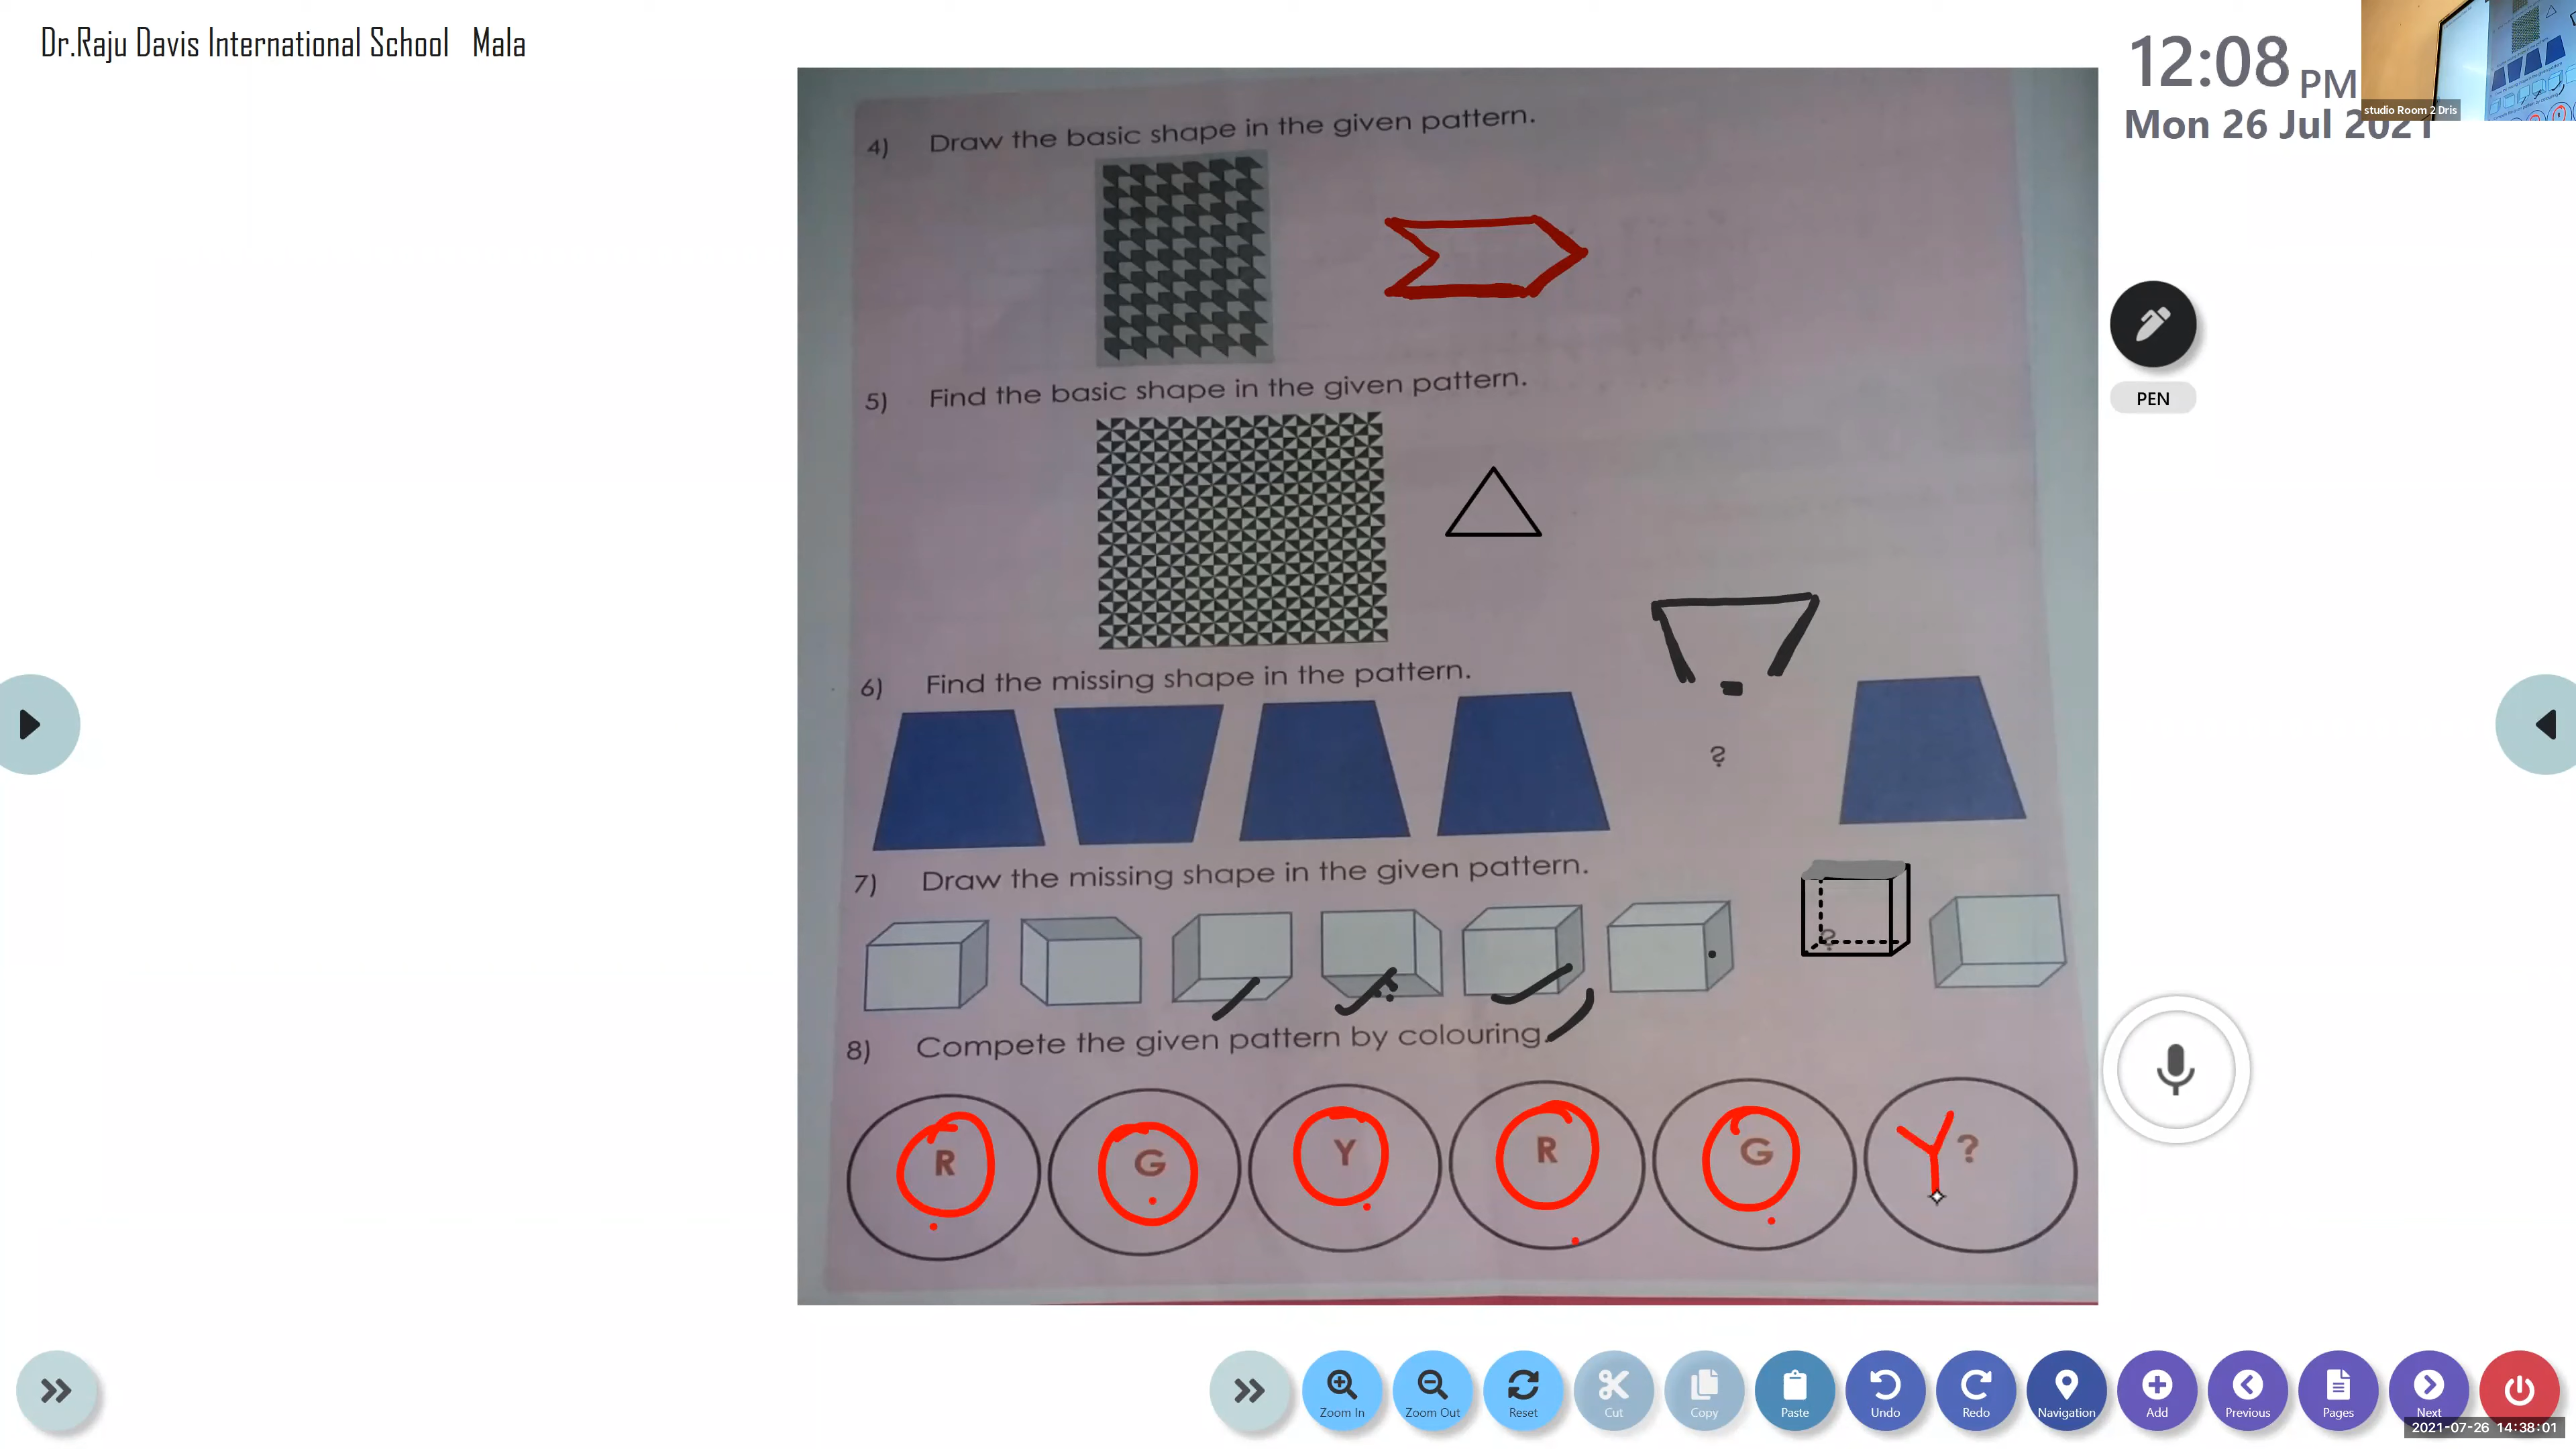 Dr.Raju Davis International School Mala
12:08 PM
Mon 26 Jul 2021
studio Room 2 Dris
4) Draw the basic shape in the given pattern.
PEN
5) Find the basic shape in the given pattern.
6) Find the missing shape in the pattern.
?
7) Draw the missing shape in the given pattern.
?
8) Compete the given pattern by colouring.
R G Y R G Y ?
Zoom In Zoom Out Reset Cut Copy Paste Undo Redo Navigation Add Previous Pages Next
2021-07-26 14:38:01